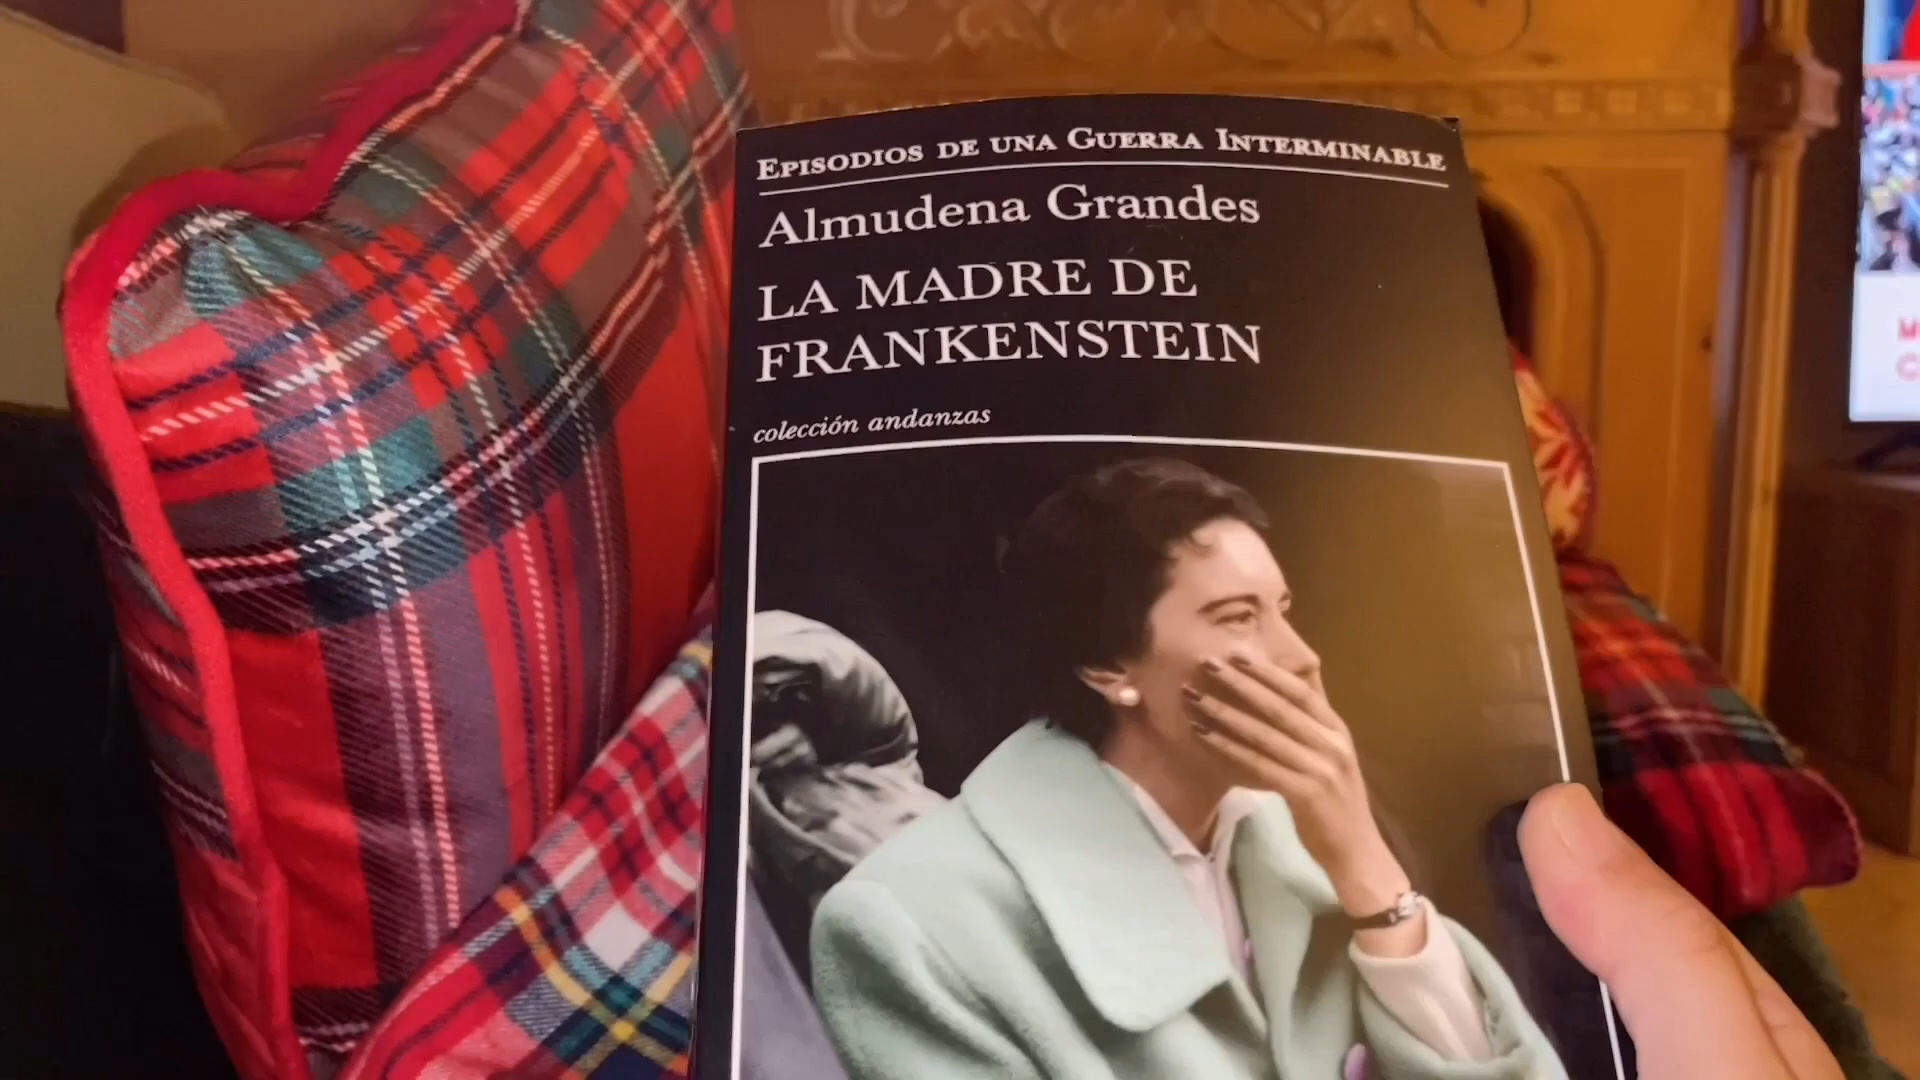 EPISODIOS DE UNA GUERRA INTERMINABLE
Almudena Grandes
LA MADRE DE
FRANKENSTEIN
colección andanzas